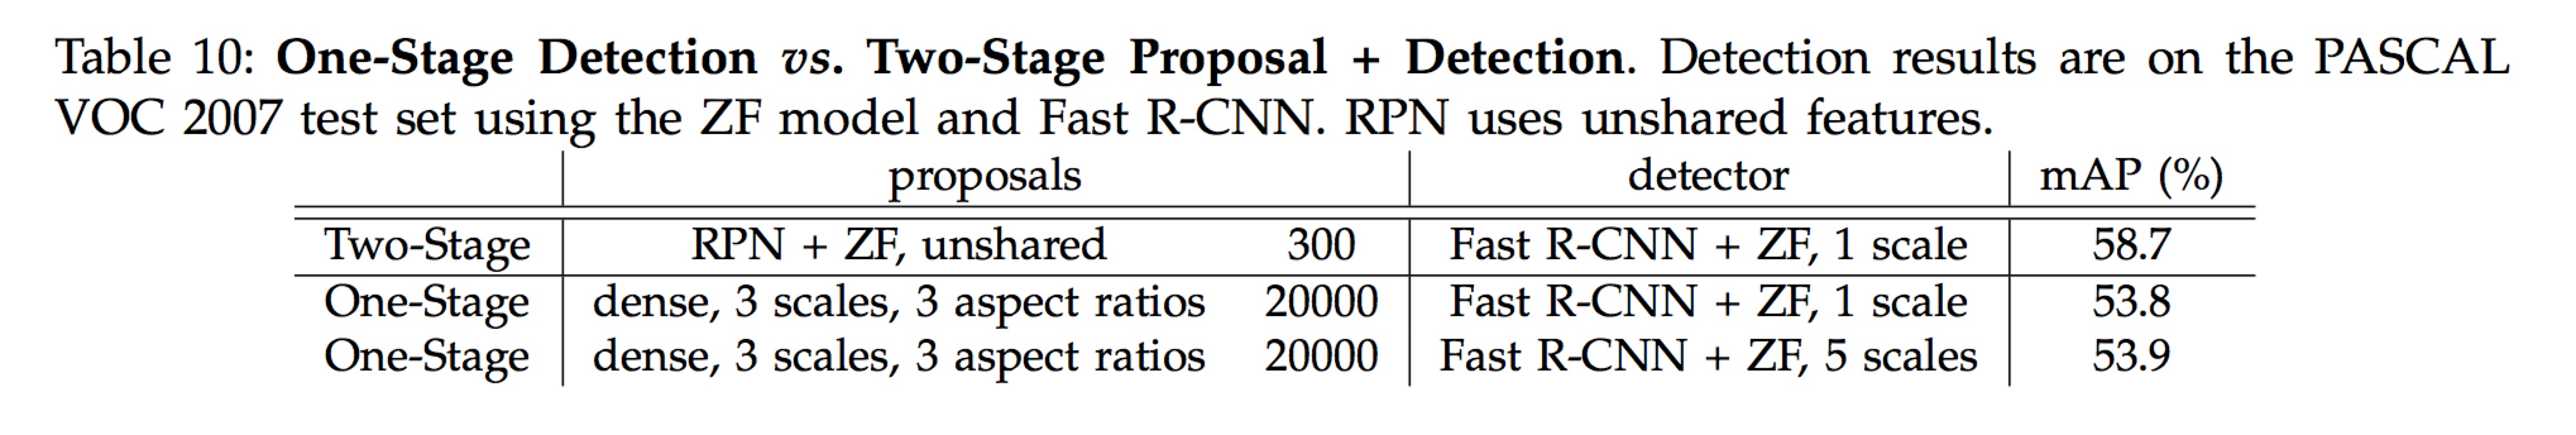 Table 10: One-Stage Detection vs. Two-Stage Proposal + Detection. Detection results are on the PASCAL
VOC 2007 test set using the ZF model and Fast R-CNN. RPN uses unshared features.
proposals detector mAP (%)
Two-Stage RPN + ZF, unshared 300 Fast R-CNN + ZF, 1 scale 58.7
One-Stage dense, 3 scales, 3 aspect ratios 20000 Fast R-CNN + ZF, 1 scale 53.8
One-Stage dense, 3 scales, 3 aspect ratios 20000 Fast R-CNN + ZF, 5 scales 53.9